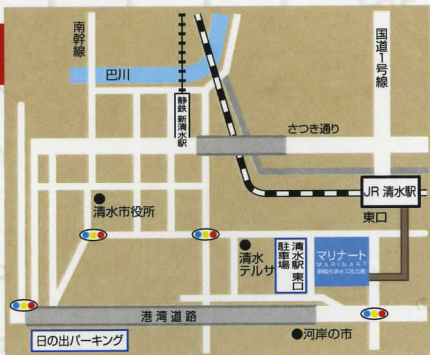 南幹線
巴川
静鉄 新清水駅
国道1号線
さつき通り
JR 清水駅
東口
清水市役所
清水テルサ
清水駅 東口
駐車場
マリナート
MARINART
港湾道路
日の出パーキング
河岸の市